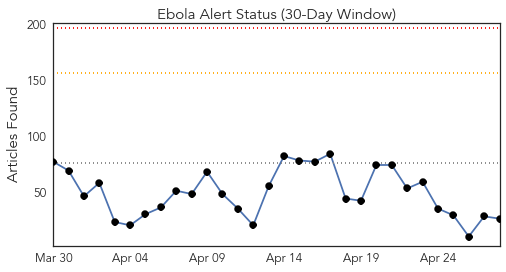 Ebola Alert Status (30-Day Window)
Articles Found
200
150
100
50
Mar 30 Apr 04 Apr 09 Apr 14 Apr 19 Apr 24